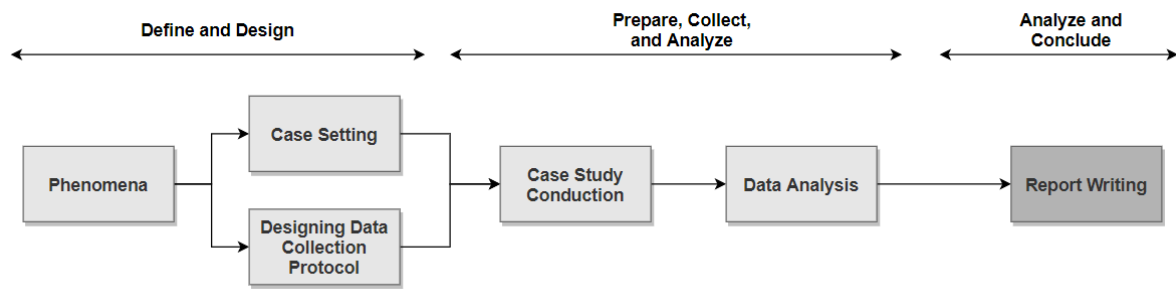 Define and Design
Prepare, Collect,
and Analyze
Analyze and
Conclude
Phenomena
Case Setting
Designing Data
Collection
Protocol
Case Study
Conduction
Data Analysis
Report Writing